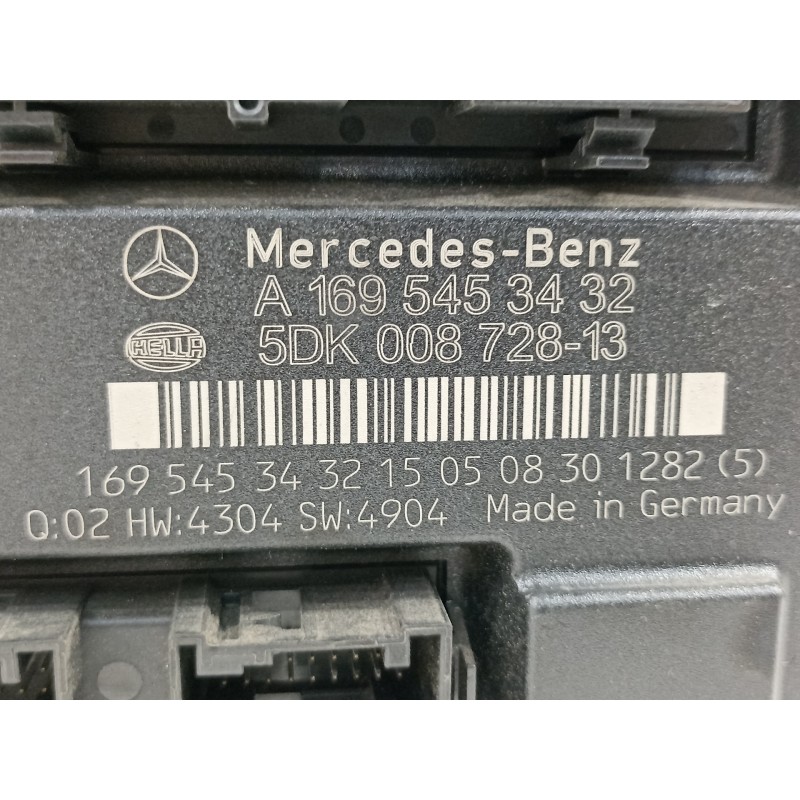 Mercedes-Benz
A 169 545 34 32
HELLA 5DK 008 728-13
169 545 34 32 15 05 08 30 1282 (5)
Q:02 HW:4304 SW:4904 Made in Germany